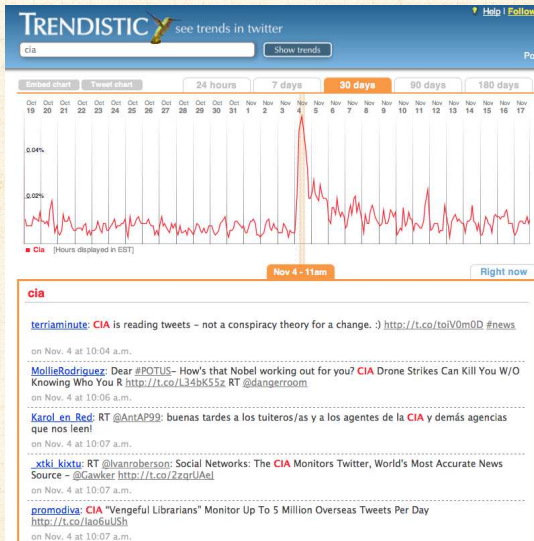 TRENDISTIC see trends in twitter
Help | Follow
cia
Show trends
Po
Embed chart
Tweet chart
24 hours
7 days
30 days
90 days
180 days
Oct Oct Oct Oct Oct Oct Oct Oct Oct Oct Oct Oct Oct Nov Nov Nov Nov Nov Nov Nov Nov Nov Nov Nov Nov Nov Nov Nov Nov Nov
19 20 21 22 23 24 25 26 27 28 29 30 31 1 2 3 4 5 6 7 8 9 10 11 12 13 14 15 16 17
0.04%
0.02%
Cia [Hours displayed in EST]
Nov 4 - 11am
Right now
cia
terriaminute: CIA is reading tweets - not a conspiracy theory for a change. :) http://t.co/toiV0m0D #news
on Nov. 4 at 10:04 a.m.
MollieRodriguez: Dear #POTUS- How's that Nobel working out for you? CIA Drone Strikes Can Kill You W/O
Knowing Who You R http://t.co/L34bK55z RT @dangerroom
on Nov. 4 at 10:06 a.m.
Karol_en_Red: RT @AntAP99: buenas tardes a los tuiteros/as y a los agentes de la CIA y demás agencias
que nos leen!
on Nov. 4 at 10:07 a.m.
_xtki_kixtu: RT @lvanroberson: Social Networks: The CIA Monitors Twitter, World's Most Accurate News
Source - @Gawker http://t.co/2zqrUAeJ
on Nov. 4 at 10:07 a.m.
promodiva: CIA "Vengeful Librarians" Monitor Up To 5 Million Overseas Tweets Per Day
http://t.co/Iao6uUSh
on Nov. 4 at 10:07 a.m.